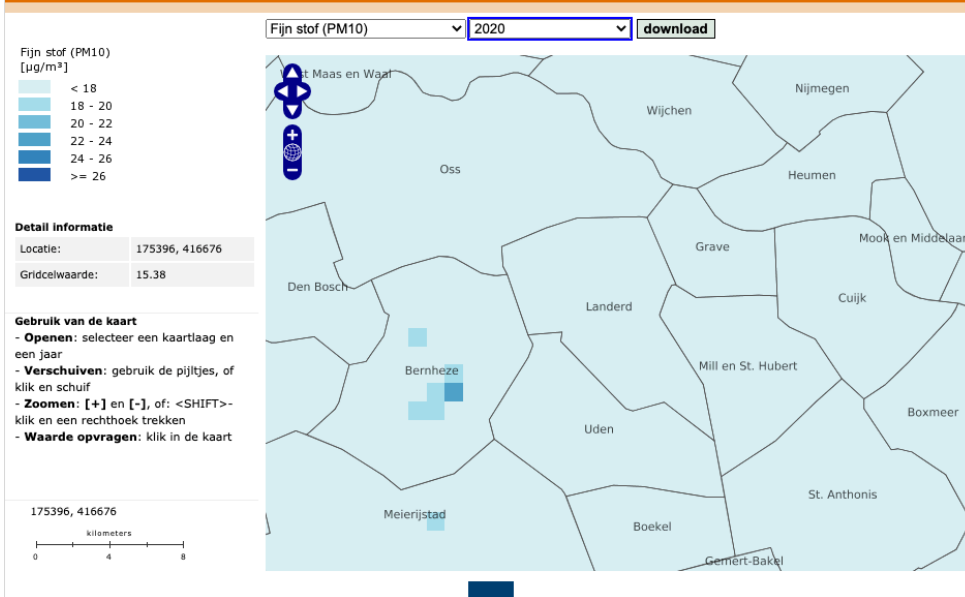 Fijn stof (PM10) 2020 download
Fijn stof (PM10)
[µg/m³]
< 18
18 - 20
20 - 22
22 - 24
24 - 26
>= 26
Detail informatie
Locatie: 175396, 416676
Gridcelwaarde: 15.38
Gebruik van de kaart
- Openen: selecteer een kaartlaag en
een jaar
- Verschuiven: gebruik de pijltjes, of
klik en schuif
- Zoomen: [+] en [-], of: <SHIFT>-
klik en een rechthoek trekken
- Waarde opvragen: klik in de kaart
175396, 416676
kilometers
0 4 8
Maas en Waal
Nijmegen
Wijchen
Oss
Heumen
Mook en Middelaar
Grave
Den Bosch
Cuijk
Landerd
Bernheze
Mill en St. Hubert
Boxmeer
Uden
St. Anthonis
Meierijstad
Boekel
Gemert-Bakel